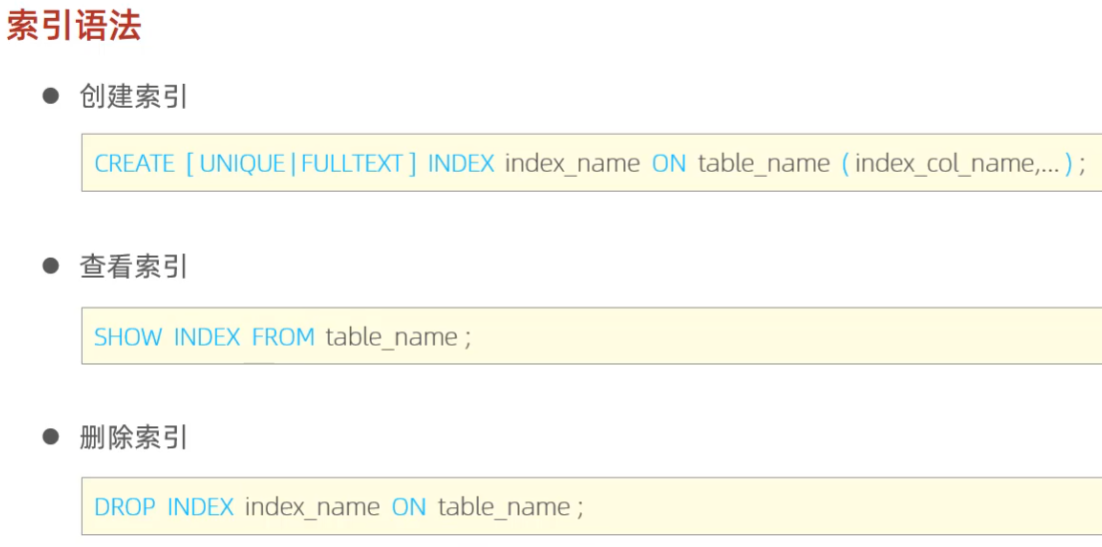 索引语法
● 创建索引
CREATE [ UNIQUE | FULLTEXT ] INDEX index_name ON table_name ( index_col_name,... ) ;
● 查看索引
SHOW INDEX FROM table_name ;
● 删除索引
DROP INDEX index_name ON table_name ;